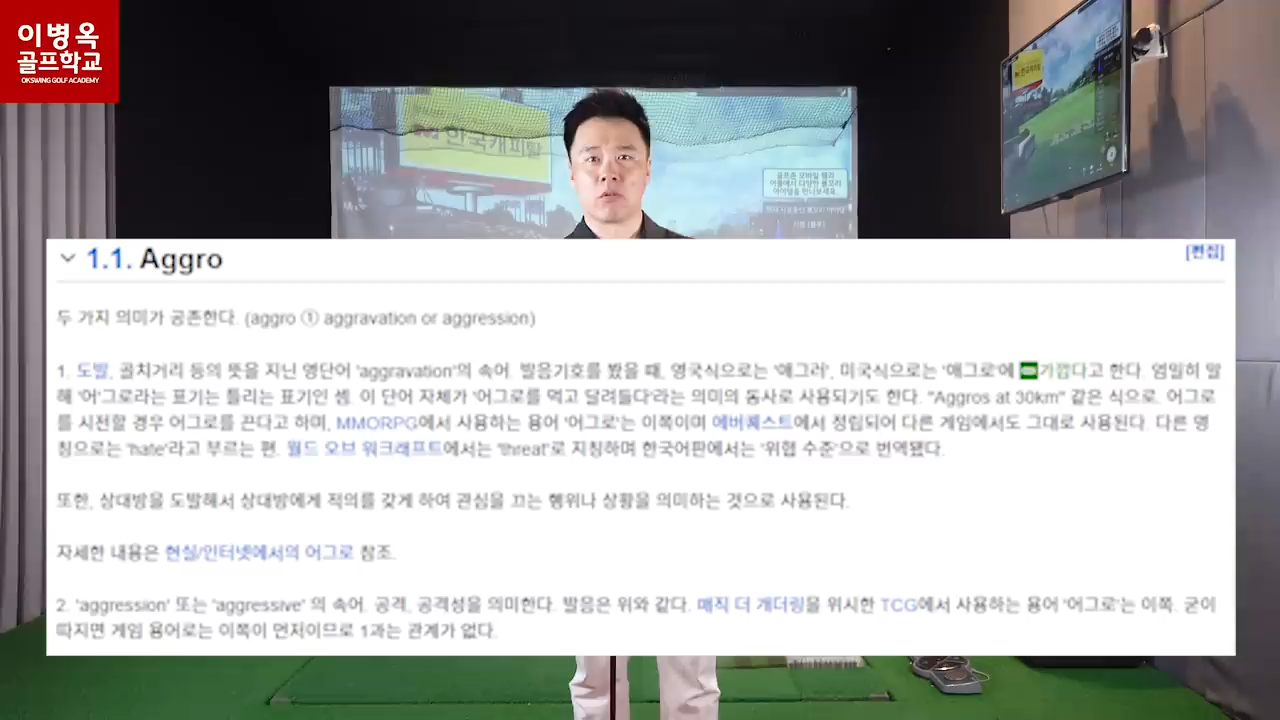 이병옥
골프학교
OKSWING GOLF ACADEMY
한국캐피탈
골프존 모바일 앱의
1.1. Aggro
[편집]
두 가지 의미가 공존한다. (aggro ① aggravation or aggression)
1. 도발, 골치거리 등의 뜻을 지닌 영단어 'aggravation'의 속어. 발음기호를 봤을 때, 영국식으로는 '애그러', 미국식으로는 '애그로'에 가깝다고 한다. 엄밀히 말
해 '어'그로라는 표기는 틀리는 표기인 셈. 이 단어 자체가 '어그로를 먹고 달려들다'라는 의미의 동사로 사용되기도 한다. "Aggros at 30km" 같은 식으로. 어그로
를 시전할 경우 어그로를 끈다고 하며, MMORPG에서 사용하는 용어 '어그로'는 이쪽이며 에버퀘스트에서 정립되어 다른 게임에서도 그대로 사용된다. 다른 명
칭으로는 'hate'라고 부르는 편. 월드 오브 워크래프트에서는 'threat'로 지칭하며 한국어판에서는 '위협 수준'으로 번역됐다.
또한, 상대방을 도발해서 상대방에게 적의를 갖게 하여 관심을 끄는 행위나 상황을 의미하는 것으로 사용된다.
자세한 내용은 현실/인터넷에서의 어그로 참조.
2. 'aggression' 또는 'aggressive' 의 속어. 공격, 공격성을 의미한다. 발음은 위와 같다. 매직 더 개더링을 위시한 TCG에서 사용하는 용어 '어그로'는 이쪽. 굳이
따지면 게임 용어로는 이쪽이 먼저이므로 1과는 관계가 없다.